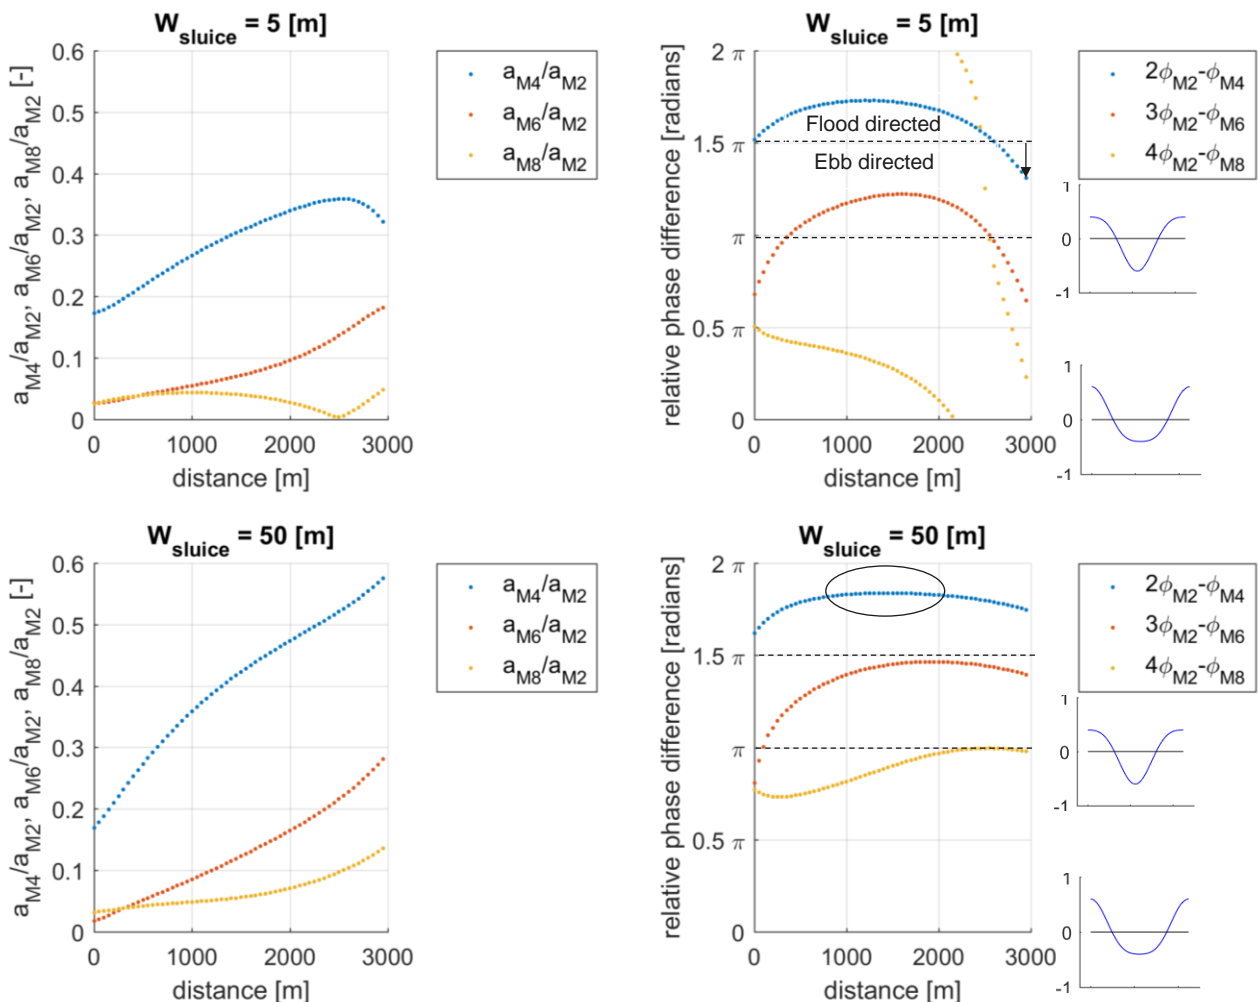 W_sluice = 5 [m]
a_M4/a_M2, a_M6/a_M2, a_M8/a_M2 [-]
0.6
0.5
0.4
0.3
0.2
0.1
0
0 1000 2000 3000
distance [m]
a_M4/a_M2
a_M6/a_M2
a_M8/a_M2
W_sluice = 5 [m]
relative phase difference [radians]
2 π
1.5 π
π
0.5 π
0
Flood directed
Ebb directed
0 1000 2000 3000
distance [m]
2ϕ_M2-ϕ_M4
3ϕ_M2-ϕ_M6
4ϕ_M2-ϕ_M8
1
0
-1
1
0
-1
W_sluice = 50 [m]
a_M4/a_M2, a_M6/a_M2, a_M8/a_M2 [-]
0.6
0.5
0.4
0.3
0.2
0.1
0
0 1000 2000 3000
distance [m]
a_M4/a_M2
a_M6/a_M2
a_M8/a_M2
W_sluice = 50 [m]
relative phase difference [radians]
2 π
1.5 π
π
0.5 π
0
0 1000 2000 3000
distance [m]
2ϕ_M2-ϕ_M4
3ϕ_M2-ϕ_M6
4ϕ_M2-ϕ_M8
1
0
-1
1
0
-1